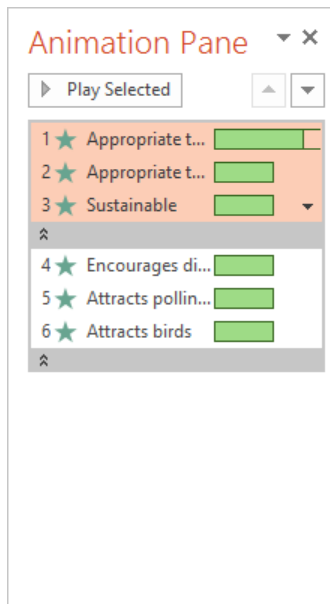 Animation Pane
Play Selected
1 Appropriate t...
2 Appropriate t...
3 Sustainable
4 Encourages di...
5 Attracts pollin...
6 Attracts birds